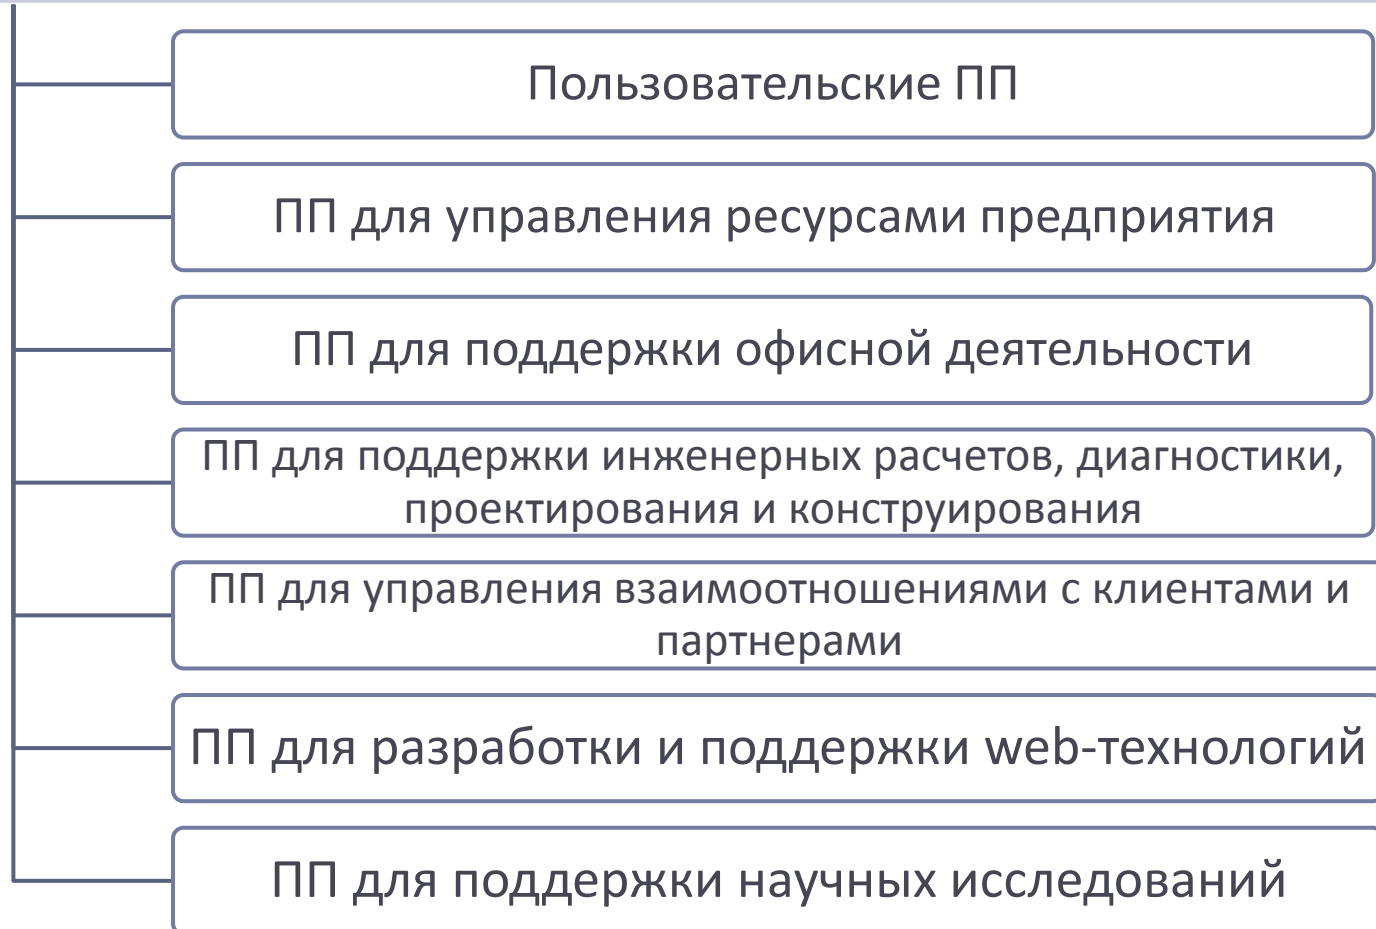 Пользовательские ПП
ПП для управления ресурсами предприятия
ПП для поддержки офисной деятельности
ПП для поддержки инженерных расчетов, диагностики,
проектирования и конструирования
ПП для управления взаимоотношениями с клиентами и
партнерами
ПП для разработки и поддержки web-технологий
ПП для поддержки научных исследований